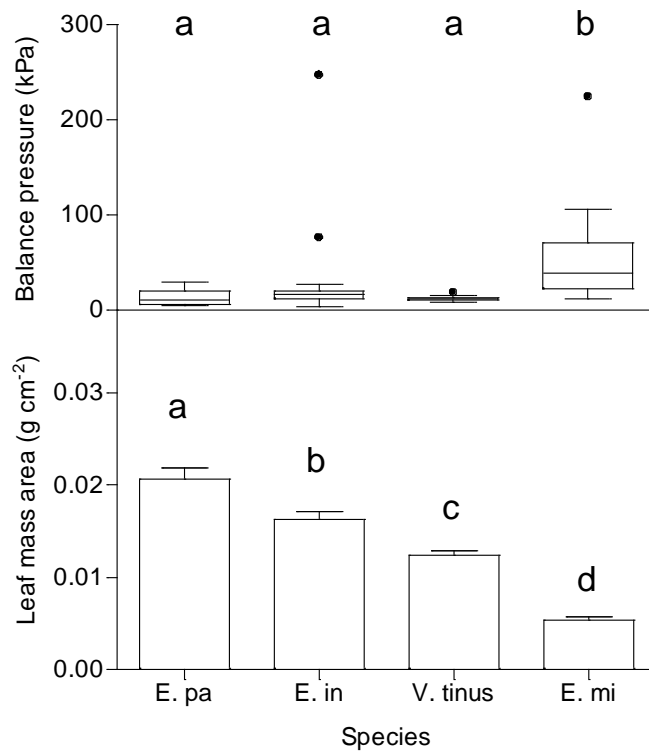 a a a b
300
200
100
0
Balance pressure (kPa)
a
b
c
d
0.03
0.02
0.01
0.00
Leaf mass area (g cm-2)
E. pa E. in V. tinus E. mi
Species